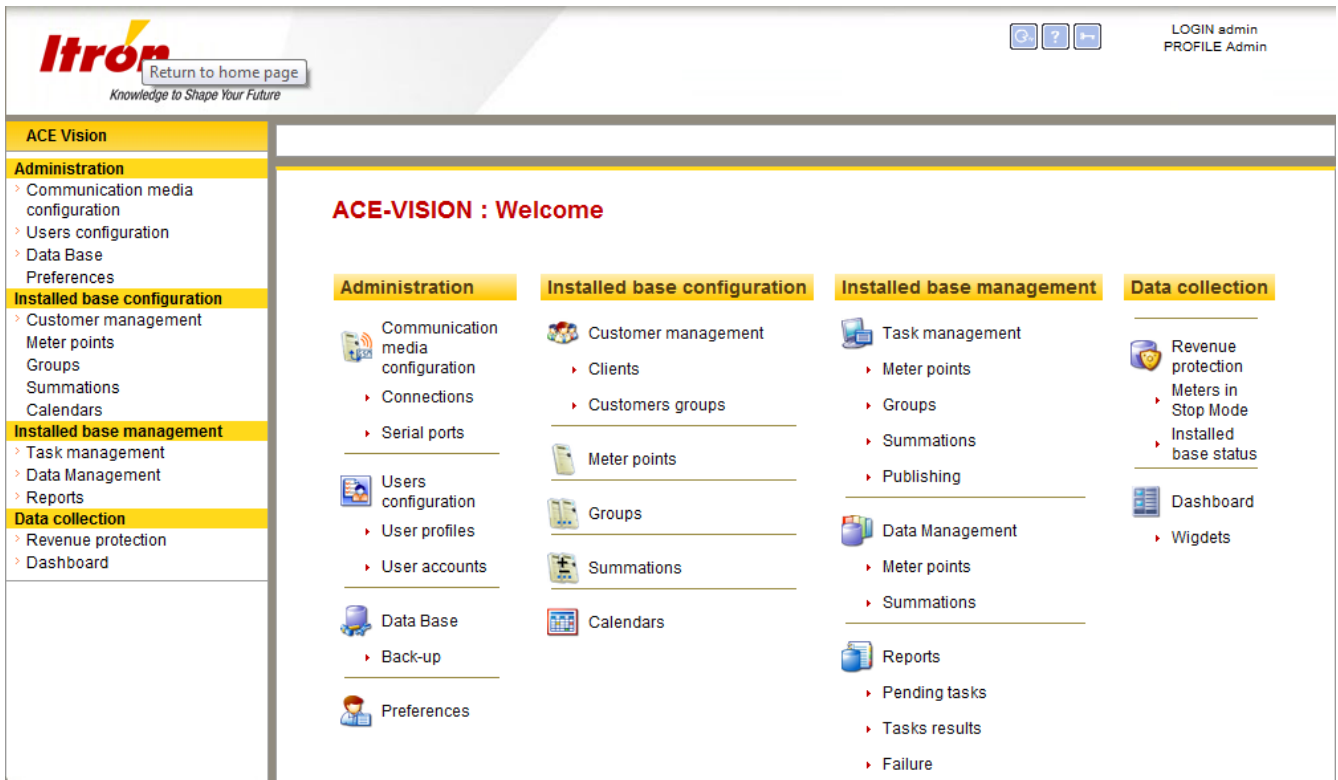 Itron
Return to home page
Knowledge to Shape Your Future
LOGIN admin
PROFILE Admin
ACE Vision
Administration
Communication media
configuration
Users configuration
Data Base
Preferences
Installed base configuration
Customer management
Meter points
Groups
Summations
Calendars
Installed base management
Task management
Data Management
Reports
Data collection
Revenue protection
Dashboard
ACE-VISION : Welcome
Administration
Communication
media
configuration
Connections
Serial ports
Users
configuration
User profiles
User accounts
Data Base
Back-up
Preferences
Installed base configuration
Customer management
Clients
Customers groups
Meter points
Groups
Summations
Calendars
Installed base management
Task management
Meter points
Groups
Summations
Publishing
Data Management
Meter points
Summations
Reports
Pending tasks
Tasks results
Failure
Data collection
Revenue
protection
Meters in
Stop Mode
Installed
base status
Dashboard
Wigdets